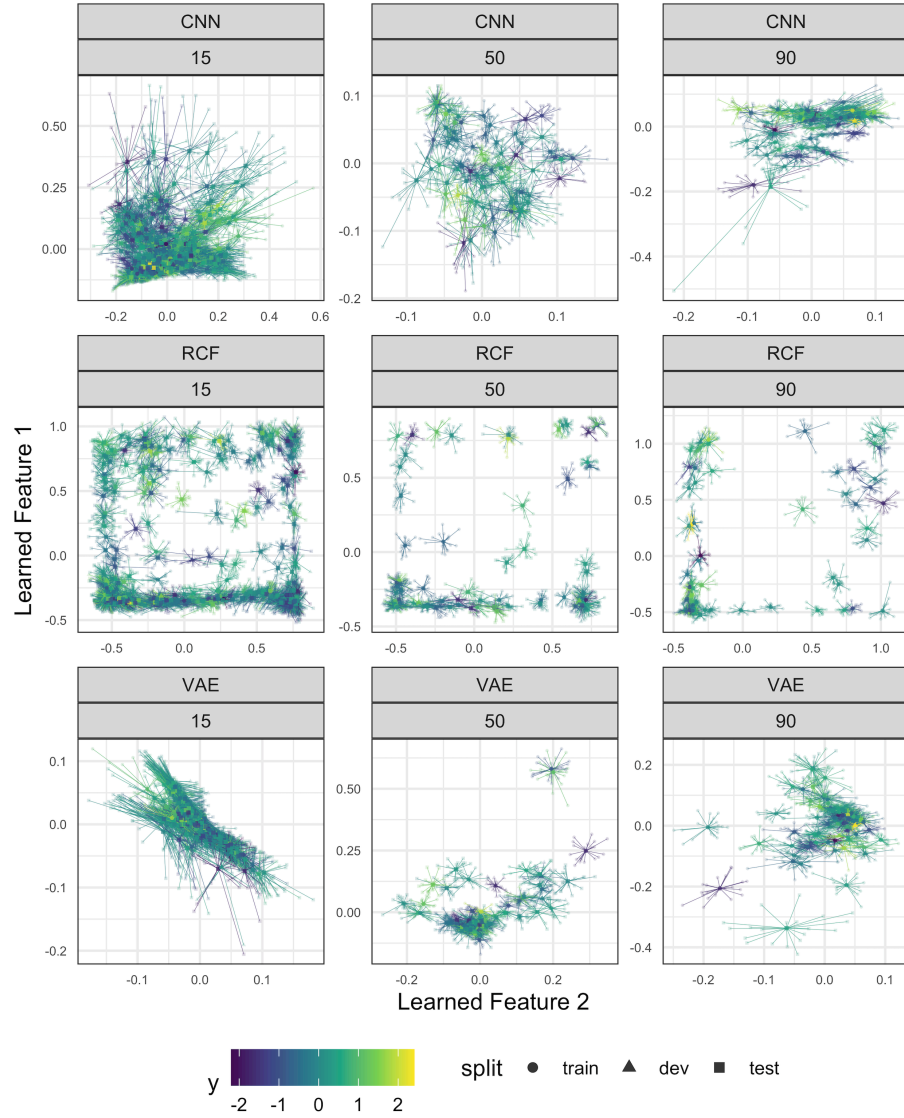 CNN CNN CNN
15 50 90
0.50 0.25 0.00
-0.2 0.0 0.2 0.4 0.6
0.1 0.0 -0.1 -0.2
-0.1 0.0 0.1
0.0 -0.2 -0.4
-0.2 -0.1 0.0 0.1
RCF RCF RCF
15 50 90
Learned Feature 1
1.0 0.5 0.0 -0.5
-0.5 0.0 0.5
1.0 0.5 0.0 -0.5
-0.5 0.0 0.5
1.0 0.5 0.0 -0.5
-0.5 0.0 0.5 1.0
VAE VAE VAE
15 50 90
0.1 0.0 -0.1 -0.2
-0.1 0.0 0.1
0.50 0.25 0.00
-0.2 0.0 0.2
0.2 0.0 -0.2 -0.4
-0.2 -0.1 0.0 0.1
Learned Feature 2
y -2 -1 0 1 2 split train dev test